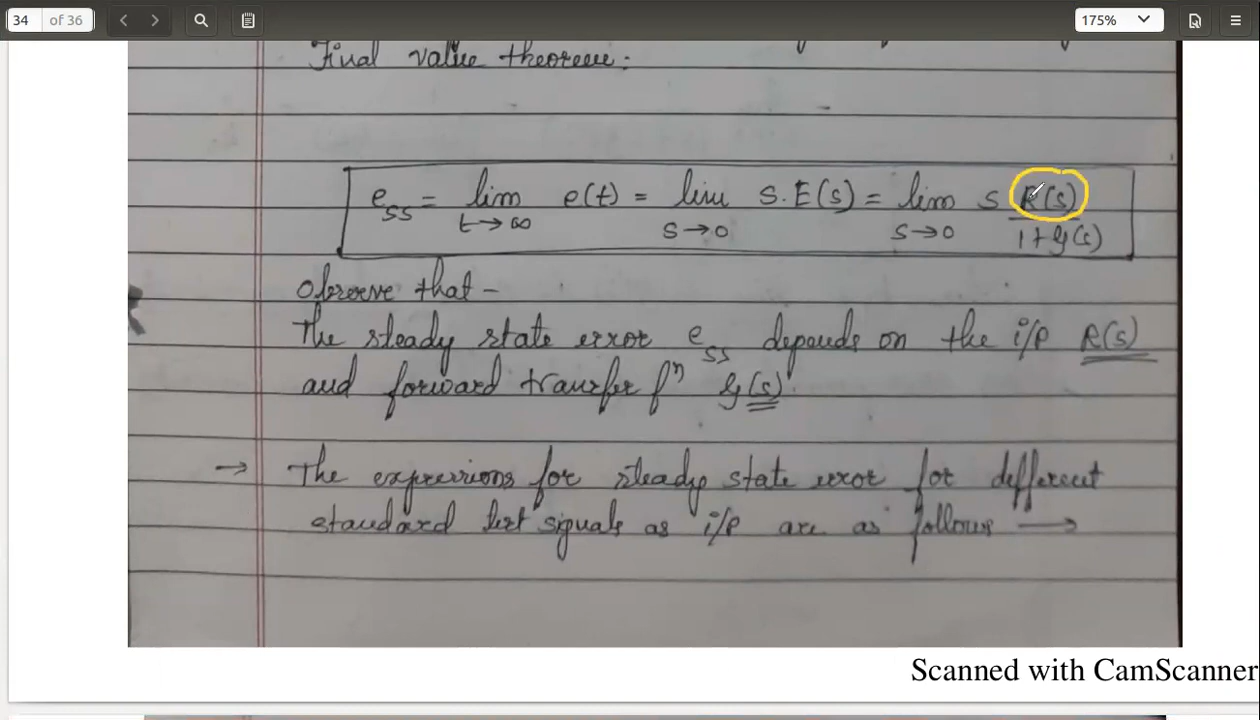 34 of 36
175%
Final value theorem:
e_ss = lim t→∞ e(t) = lim s→0 s.E(s) = lim s→0 s R(s) / 1+G(s)
Observe that –
The steady state error e_ss depends on the i/p R(s)
and forward transfer fⁿ G(s).
→ The expressions for steady state error for different
standard test signals as i/p are as follows →
Scanned with CamScanner